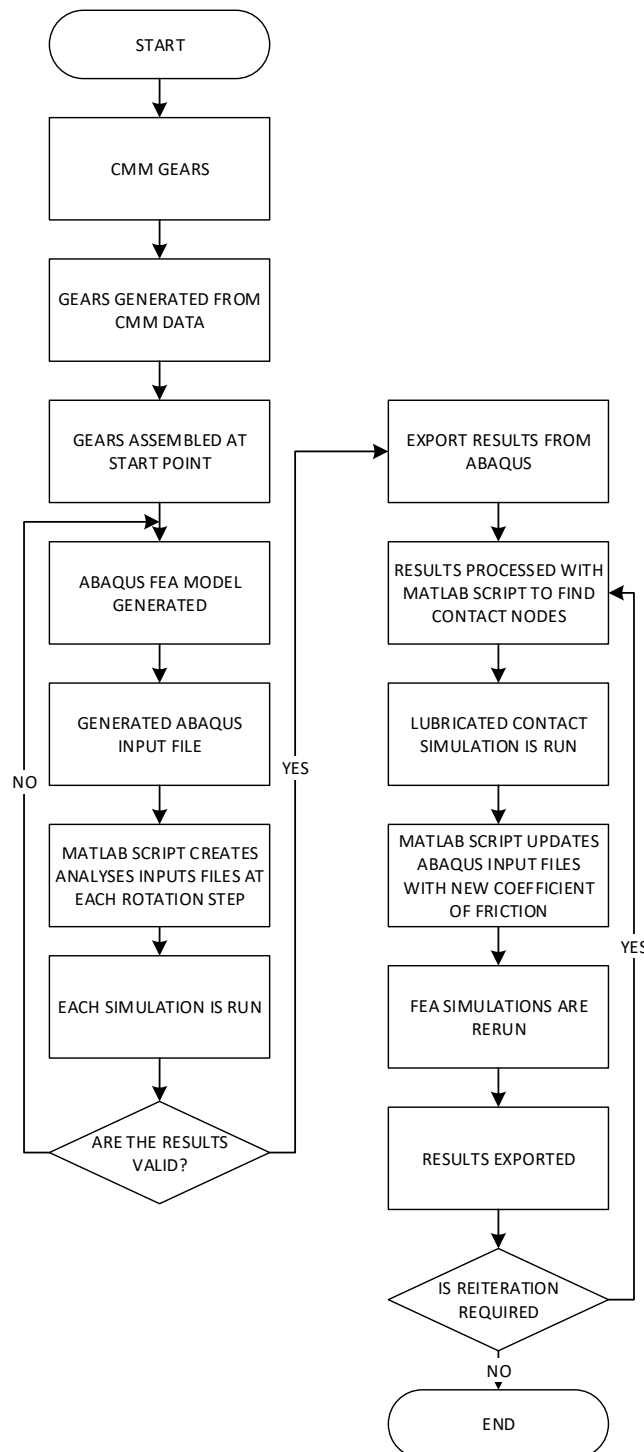 START
CMM GEARS
GEARS GENERATED FROM
CMM DATA
GEARS ASSEMBLED AT
START POINT
ABAQUS FEA MODEL
GENERATED
GENERATED ABAQUS
INPUT FILE
MATLAB SCRIPT CREATES
ANALYSES INPUTS FILES AT
EACH ROTATION STEP
EACH SIMULATION IS RUN
ARE THE RESULTS
VALID?
NO
YES
EXPORT RESULTS FROM
ABAQUS
RESULTS PROCESSED WITH
MATLAB SCRIPT TO FIND
CONTACT NODES
LUBRICATED CONTACT
SIMULATION IS RUN
MATLAB SCRIPT UPDATES
ABAQUS INPUT FILES
WITH NEW COEFFICIENT
OF FRICTION
FEA SIMULATIONS ARE
RERUN
RESULTS EXPORTED
IS REITERATION
REQUIRED
YES
NO
END